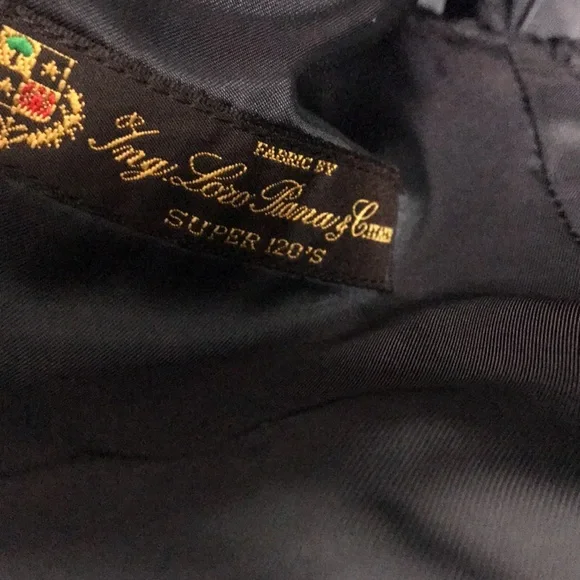 FABRIC BY
Ing. Loro Piana & C.
SUPER 120'S